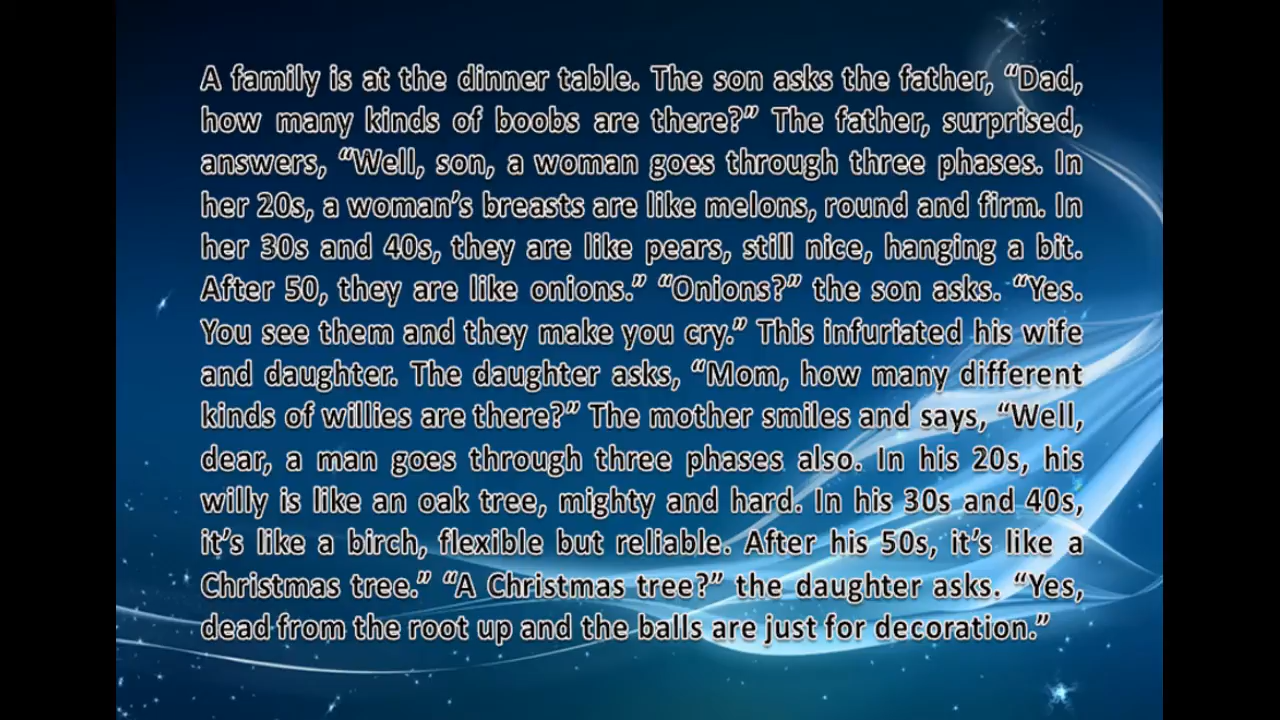 A family is at the dinner table. The son asks the father, “Dad,
how many kinds of boobs are there?” The father, surprised,
answers, “Well, son, a woman goes through three phases. In
her 20s, a woman’s breasts are like melons, round and firm. In
her 30s and 40s, they are like pears, still nice, hanging a bit.
After 50, they are like onions.” “Onions?” the son asks. “Yes.
You see them and they make you cry.” This infuriated his wife
and daughter. The daughter asks, “Mom, how many different
kinds of willies are there?” The mother smiles and says, “Well,
dear, a man goes through three phases also. In his 20s, his
willy is like an oak tree, mighty and hard. In his 30s and 40s,
it’s like a birch, flexible but reliable. After his 50s, it’s like a
Christmas tree.” “A Christmas tree?” the daughter asks. “Yes,
dead from the root up and the balls are just for decoration.”